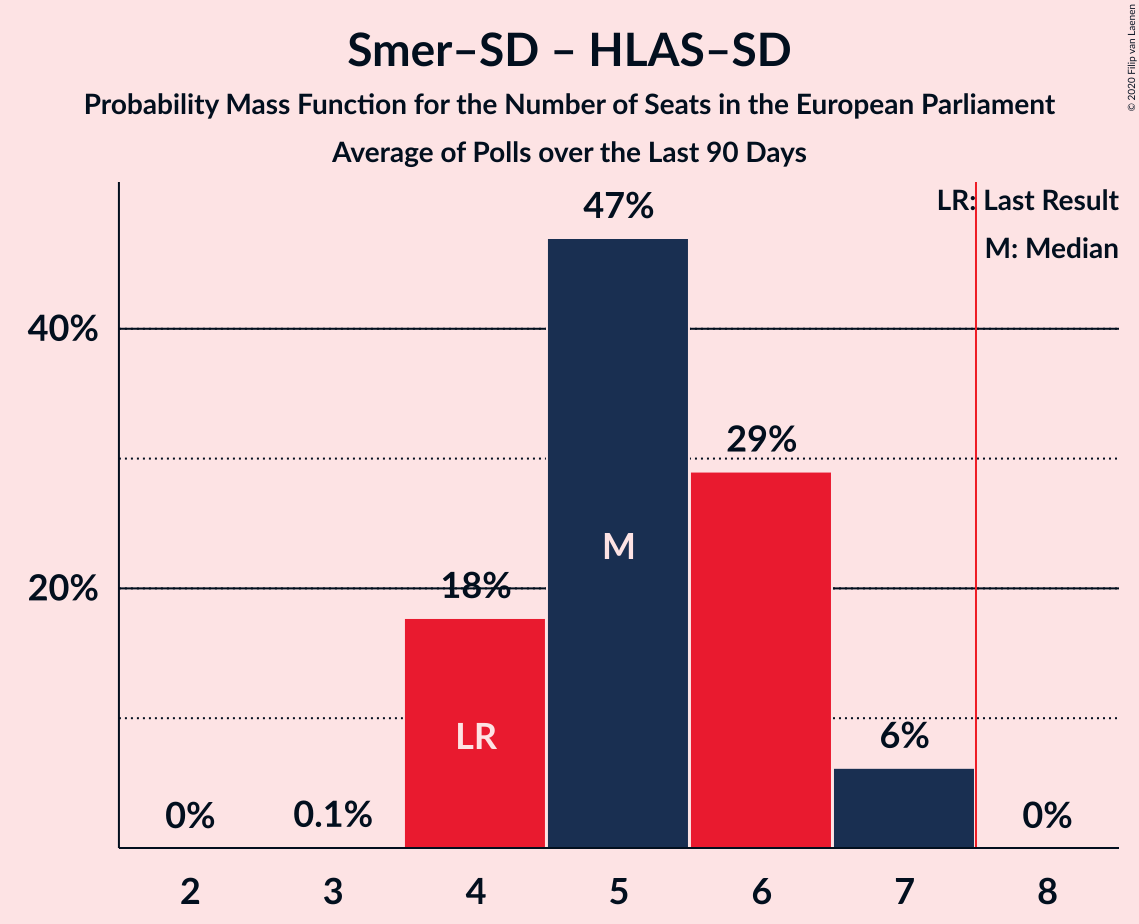 Smer–SD – HLAS–SD
Probability Mass Function for the Number of Seats in the European Parliament
Average of Polls over the Last 90 Days
© 2020 Filip van Laenen
LR: Last Result
M: Median
47%
40%
29%
M
20%
18%
LR
6%
0%
0.1%
0%
2 3 4 5 6 7 8